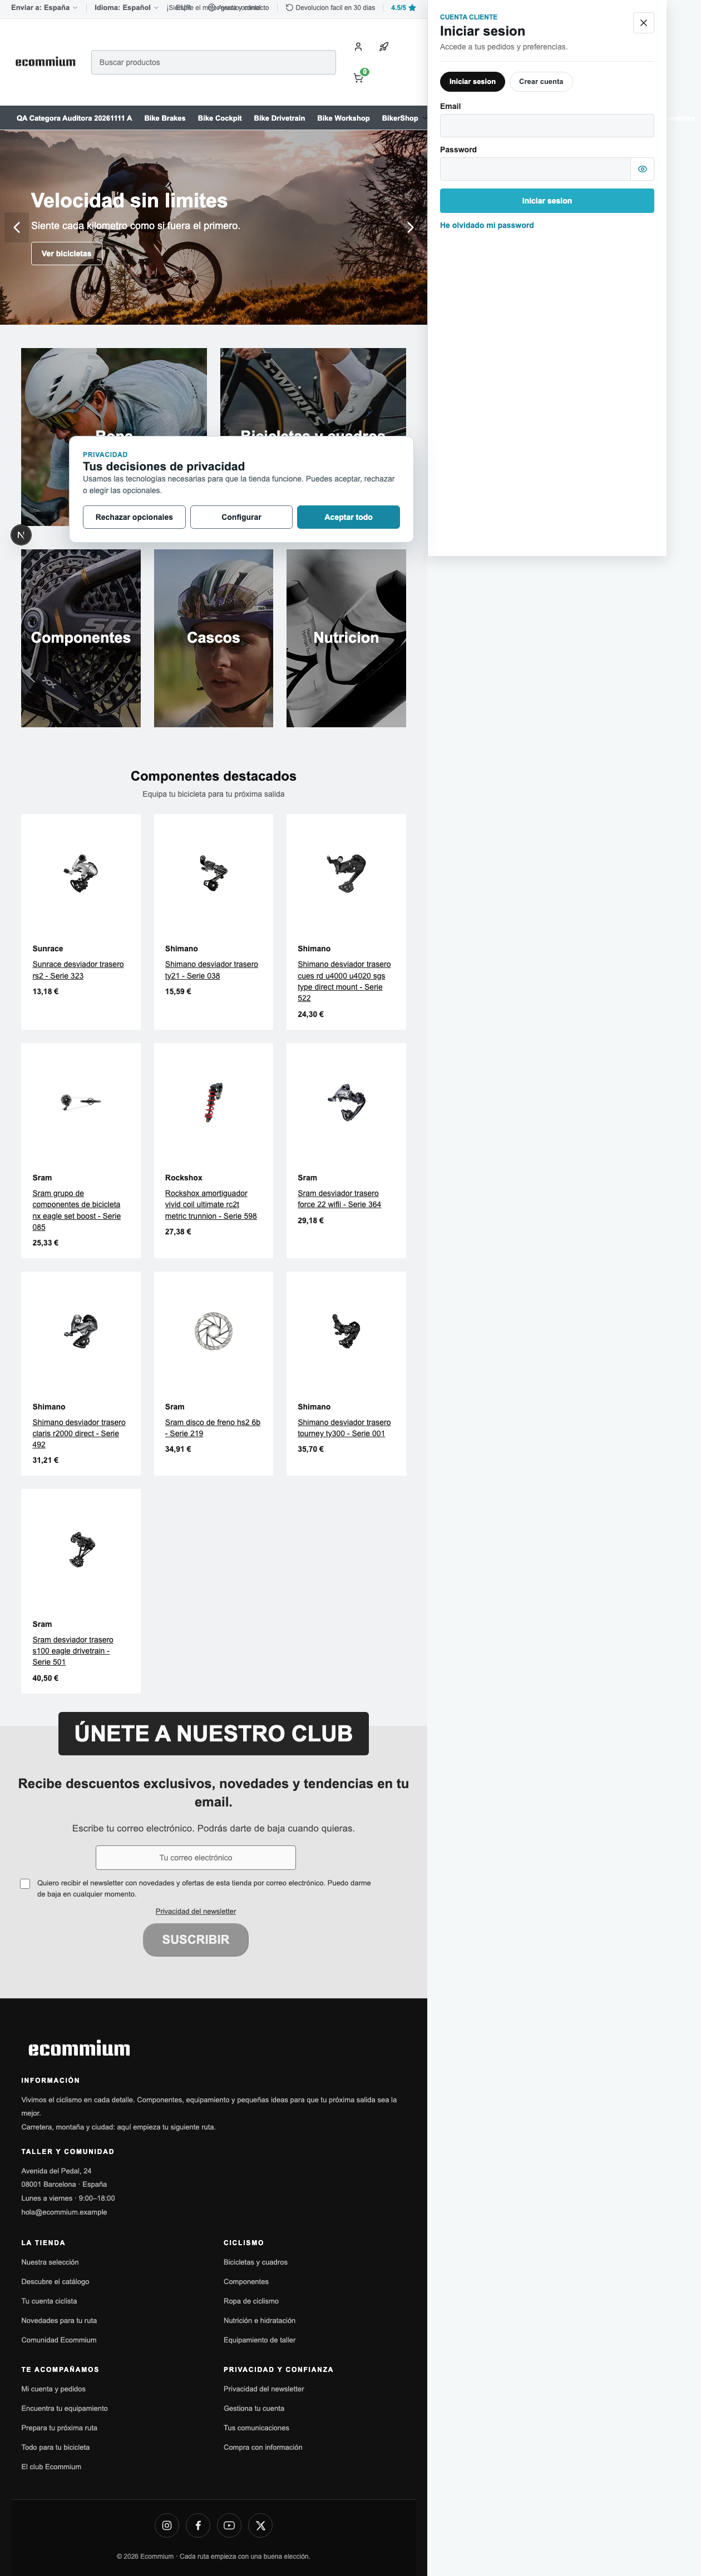 Enviar a: España
Idioma: Español
Devolucion facil en 30 dias
4.5/5
ecommium
Buscar productos
0
QA Categora Auditora 20261111 A
Bike Brakes
Bike Cockpit
Bike Drivetrain
Bike Workshop
BikerShop
Velocidad sin limites
Siente cada kilometro como si fuera el primero.
Ver bicicletas
CUENTA CLIENTE
Iniciar sesion
Accede a tus pedidos y preferencias.
Iniciar sesion
Crear cuenta
Email
Password
Iniciar sesion
He olvidado mi password
PRIVACIDAD
Tus decisiones de privacidad
Usamos las tecnologías necesarias para que la tienda funcione. Puedes aceptar, rechazar
o elegir las opcionales.
Rechazar opcionales
Configurar
Aceptar todo
N
Componentes
Cascos
Nutricion
Componentes destacados
Equipa tu bicicleta para tu próxima salida
Sunrace
Sunrace desviador trasero
rs2 - Serie 323
13,18 €
Shimano
Shimano desviador trasero
ty21 - Serie 038
15,59 €
Shimano
Shimano desviador trasero
cues rd u4000 u4020 sgs
type direct mount - Serie
522
24,30 €
Sram
Sram grupo de
componentes de bicicleta
nx eagle set boost - Serie
085
25,33 €
Rockshox
Rockshox amortiguador
vivid coil ultimate rc2t
metric trunnion - Serie 598
27,38 €
Sram
Sram desviador trasero
force 22 wifli - Serie 364
29,18 €
Shimano
Shimano desviador trasero
claris r2000 direct - Serie
492
31,21 €
Sram
Sram disco de freno hs2 6b
- Serie 219
34,91 €
Shimano
Shimano desviador trasero
tourney ty300 - Serie 001
35,70 €
Sram
Sram desviador trasero
s100 eagle drivetrain -
Serie 501
40,50 €
ÚNETE A NUESTRO CLUB
Recibe descuentos exclusivos, novedades y tendencias en tu
email.
Escribe tu correo electrónico. Podrás darte de baja cuando quieras.
Tu correo electrónico
Quiero recibir el newsletter con novedades y ofertas de esta tienda por correo electrónico. Puedo darme
de baja en cualquier momento.
Privacidad del newsletter
SUSCRIBIR
ecommium
INFORMACIÓN
Vivimos el ciclismo en cada detalle. Componentes, equipamiento y pequeñas ideas para que tu próxima salida sea la
mejor.
Carretera, montaña y ciudad: aquí empieza tu siguiente ruta.
TALLER Y COMUNIDAD
Avenida del Pedal, 24
08001 Barcelona · España
Lunes a viernes · 9:00–18:00
hola@ecommium.example
LA TIENDA
Nuestra selección
Descubre el catálogo
Tu cuenta ciclista
Novedades para tu ruta
Comunidad Ecommium
CICLISMO
Bicicletas y cuadros
Componentes
Ropa de ciclismo
Nutrición e hidratación
Equipamiento de taller
TE ACOMPAÑAMOS
Mi cuenta y pedidos
Encuentra tu equipamiento
Prepara tu próxima ruta
Todo para tu bicicleta
El club Ecommium
PRIVACIDAD Y CONFIANZA
Privacidad del newsletter
Gestiona tu cuenta
Tus comunicaciones
Compra con información
© 2026 Ecommium · Cada ruta empieza con una buena elección.